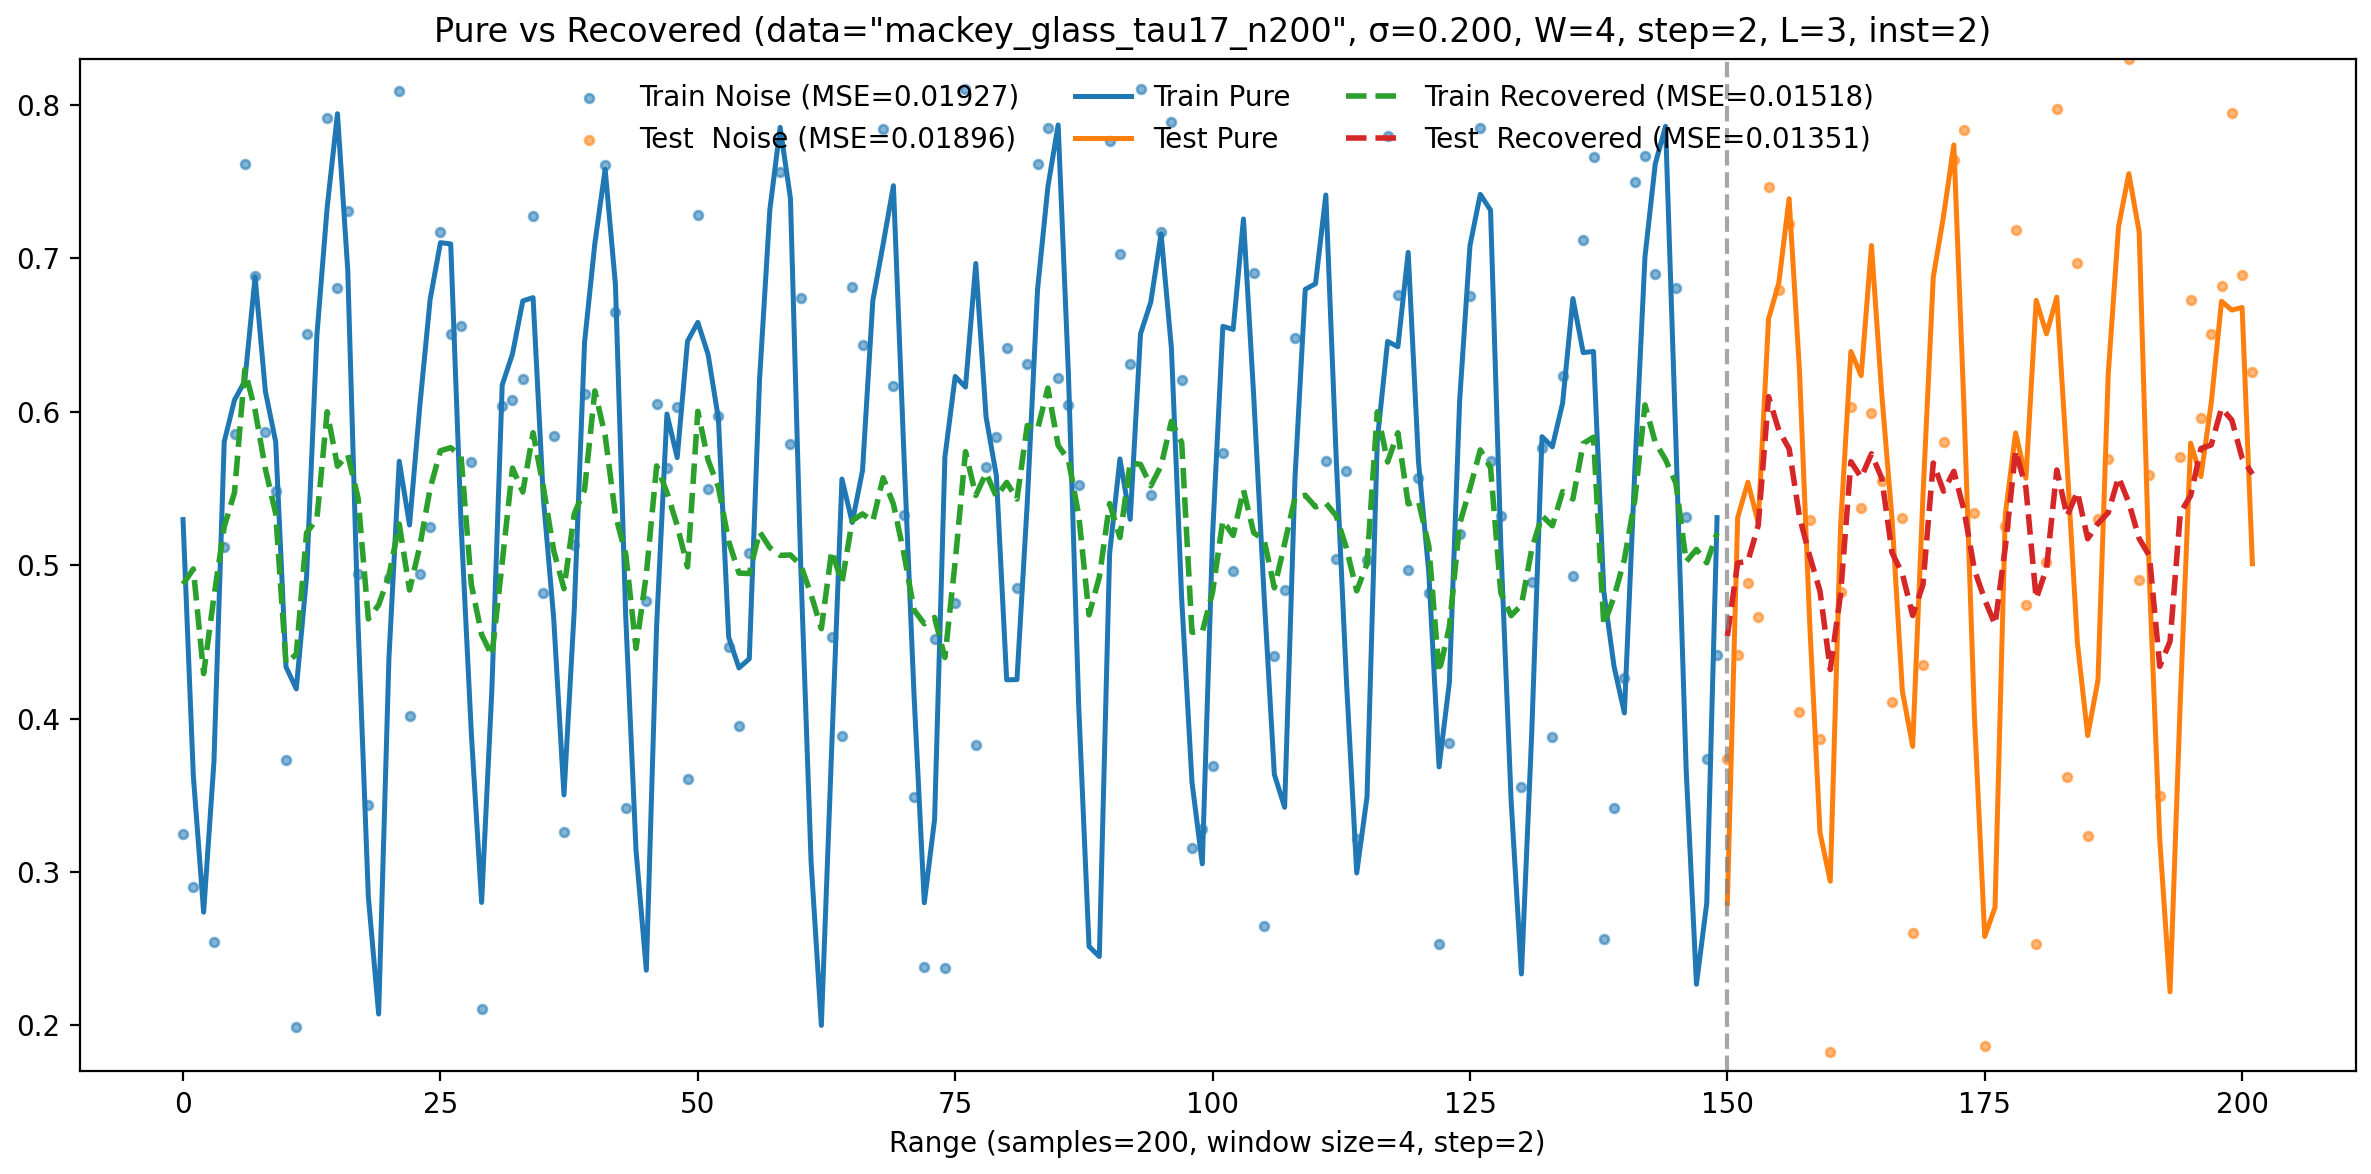 Pure vs Recovered (data="mackey_glass_tau17_n200", σ=0.200, W=4, step=2, L=3, inst=2)
Train Noise (MSE=0.01927)
Test  Noise (MSE=0.01896)
Train Pure
Test Pure
Train Recovered (MSE=0.01518)
Test  Recovered (MSE=0.01351)
0.8
0.7
0.6
0.5
0.4
0.3
0.2
0 25 50 75 100 125 150 175 200
Range (samples=200, window size=4, step=2)